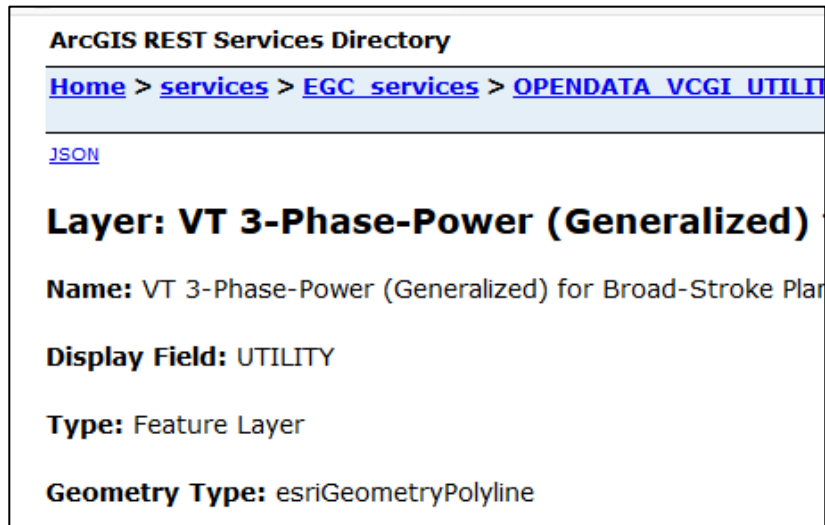 ArcGIS REST Services Directory
Home > services > EGC_services > OPENDATA_VCGI_UTILIT
JSON
Layer: VT 3-Phase-Power (Generalized)
Name: VT 3-Phase-Power (Generalized) for Broad-Stroke Plan
Display Field: UTILITY
Type: Feature Layer
Geometry Type: esriGeometryPolyline